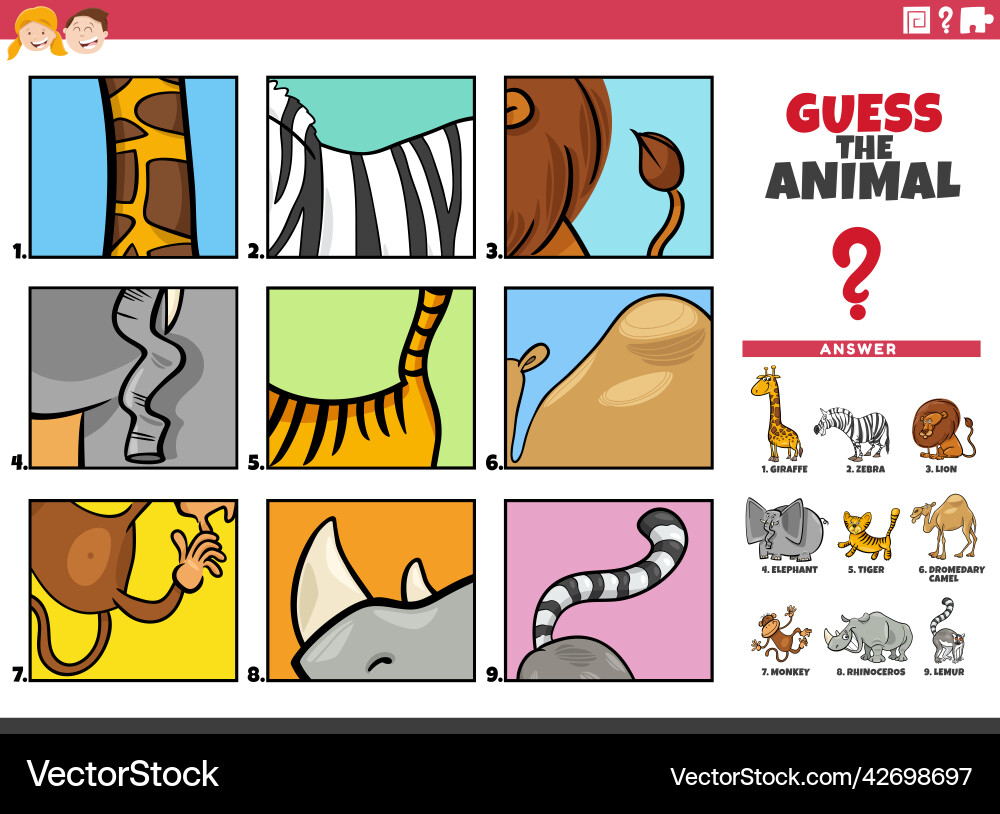 GUESS
THE
ANIMAL
?
1.
2.
3.
4.
5.
6.
7.
8.
9.
ANSWER
1. GIRAFFE
2. ZEBRA
3. LION
4. ELEPHANT
5. TIGER
6. DROMEDARY
CAMEL
7. MONKEY
8. RHINOCEROS
9. LEMUR
VectorStock
VectorStock.com/42698697